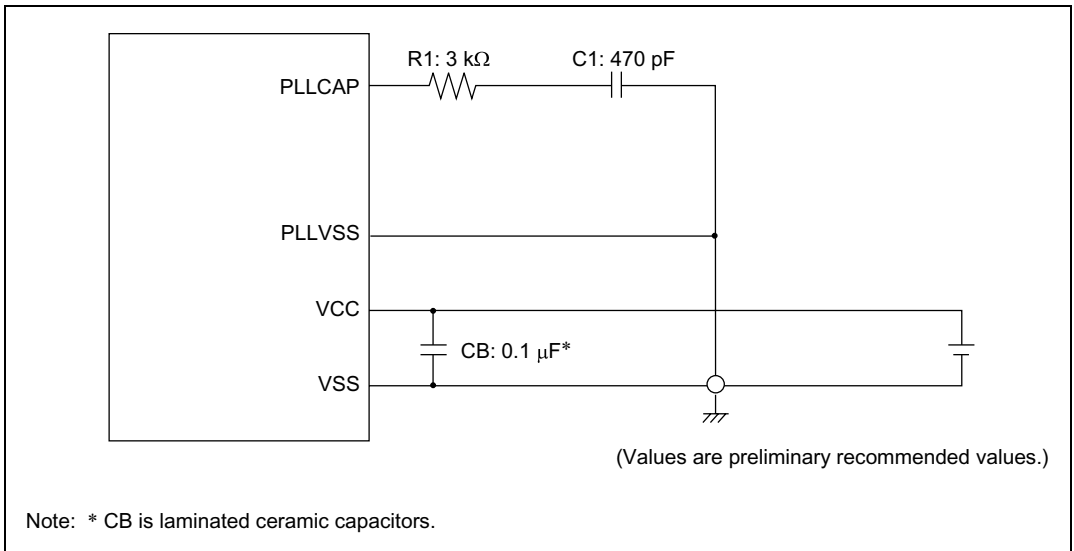 R1: 3 kΩ
C1: 470 pF
PLLCAP
PLLVSS
VCC
CB: 0.1 μF*
VSS
(Values are preliminary recommended values.)
Note: * CB is laminated ceramic capacitors.